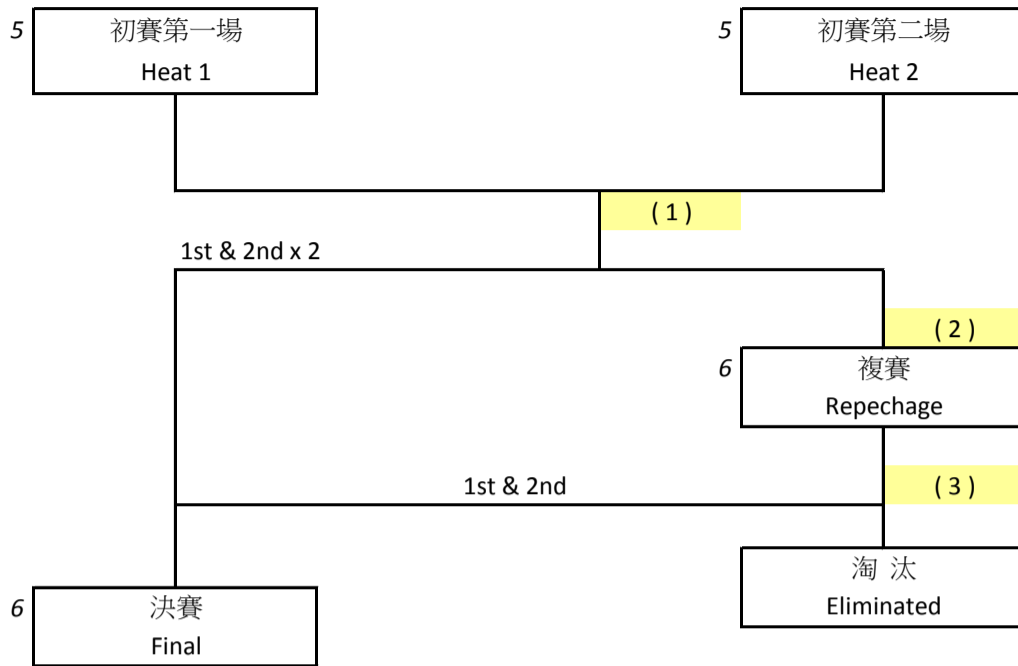 5 初賽第一場 5 初賽第二場
Heat 1 Heat 2
( 1 )
1st & 2nd x 2
( 2 )
6 複賽
Repechage
1st & 2nd ( 3 )
淘 汰
6 決賽 Eliminated
Final